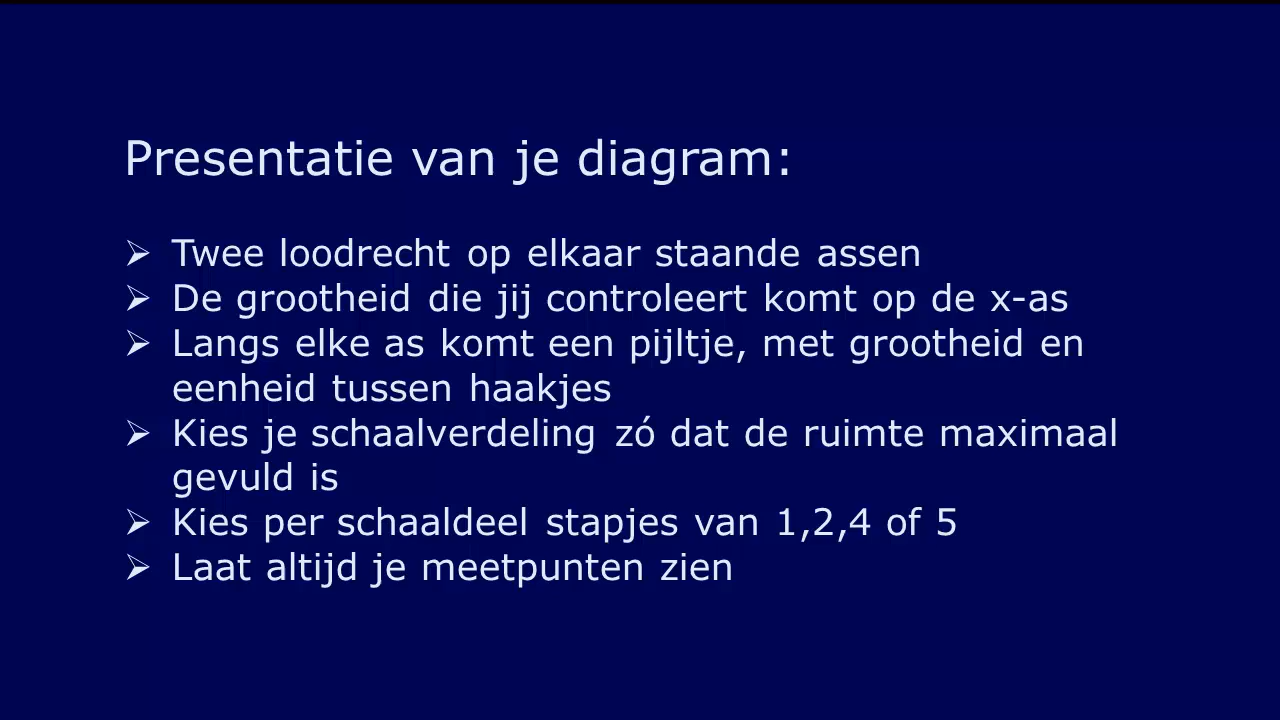 Presentatie van je diagram:
➢ Twee loodrecht op elkaar staande assen
➢ De grootheid die jij controleert komt op de x-as
➢ Langs elke as komt een pijltje, met grootheid en
eenheid tussen haakjes
➢ Kies je schaalverdeling zó dat de ruimte maximaal
gevuld is
➢ Kies per schaaldeel stapjes van 1,2,4 of 5
➢ Laat altijd je meetpunten zien